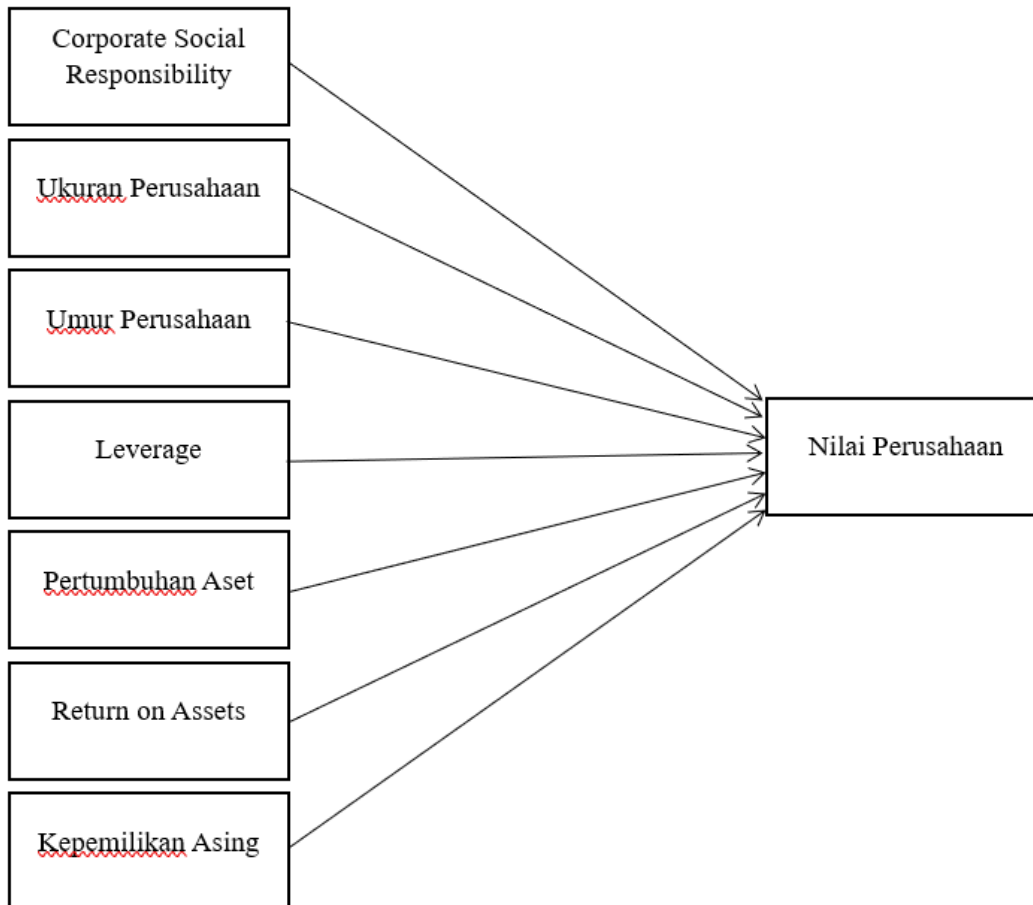 Corporate Social
Responsibility
Ukuran Perusahaan
Umur Perusahaan
Leverage
Nilai Perusahaan
Pertumbuhan Aset
Return on Assets
Kepemilikan Asing